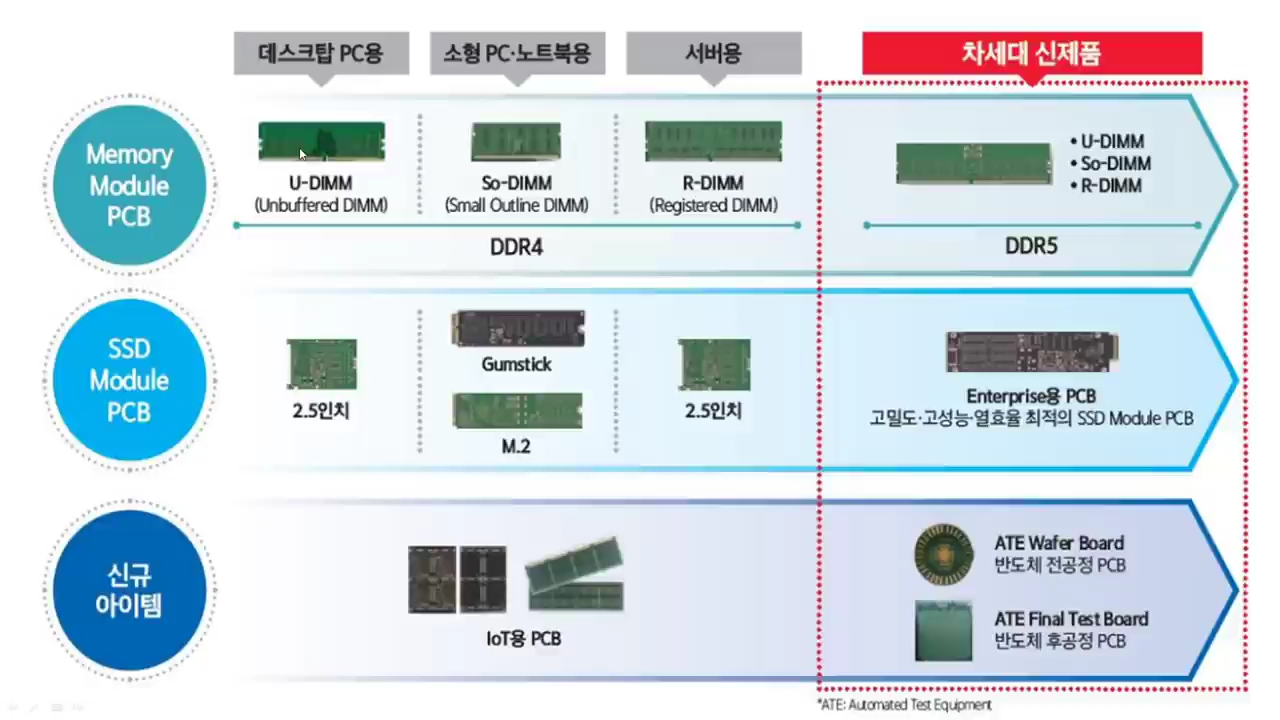 데스크탑 PC용
소형 PC·노트북용
서버용
차세대 신제품
Memory
Module
PCB
U-DIMM
(Unbuffered DIMM)
So-DIMM
(Small Outline DIMM)
R-DIMM
(Registered DIMM)
DDR4
• U-DIMM
• So-DIMM
• R-DIMM
DDR5
SSD
Module
PCB
2.5인치
Gumstick
M.2
2.5인치
Enterprise용 PCB
고밀도·고성능·열효율 최적의 SSD Module PCB
신규
아이템
IoT용 PCB
ATE Wafer Board
반도체 전공정 PCB
ATE Final Test Board
반도체 후공정 PCB
*ATE: Automated Test Equipment